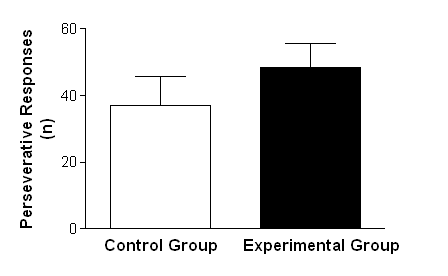 Perseverative Responses
(n)
60
40
20
0
Control Group
Experimental Group